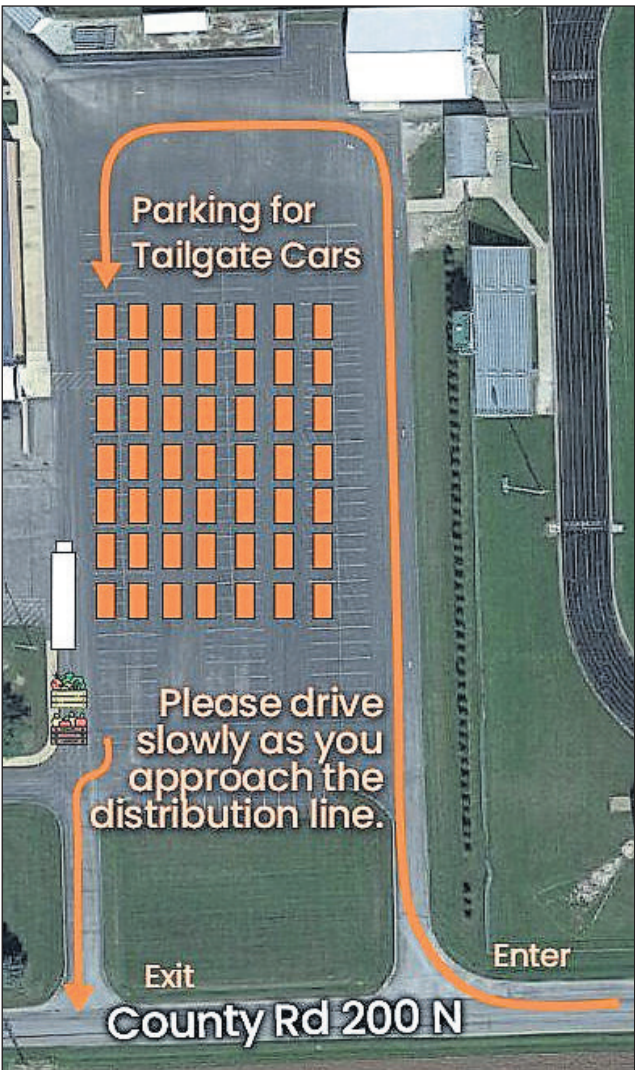 Parking for
Tailgate Cars
Please drive
slowly as you
approach the
distribution line.
Enter
Exit
County Rd 200 N